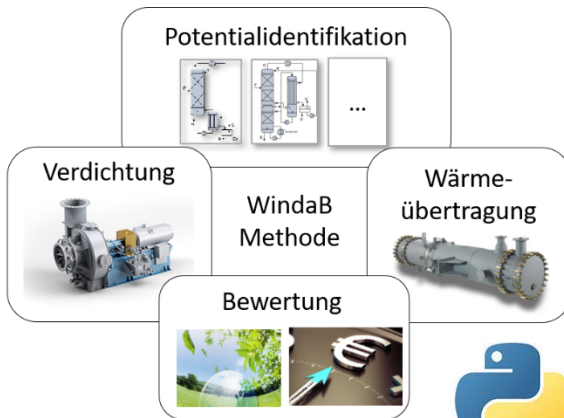 Potentialidentifikation
...
Verdichtung
WindaB
Methode
Wärme-
übertragung
Bewertung
€